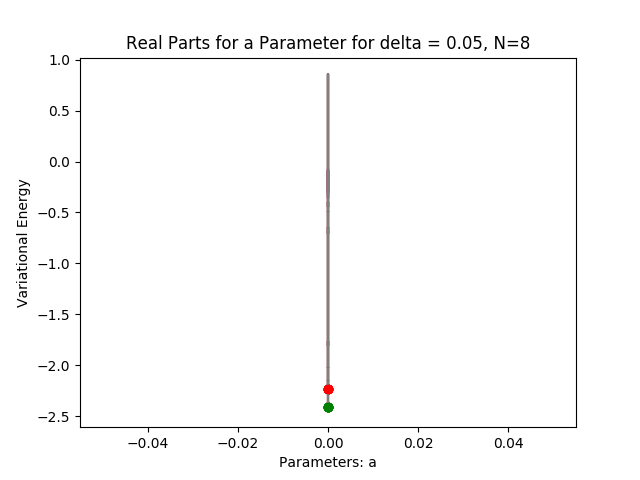 Real Parts for a Parameter for delta = 0.05, N=8
1.0
0.5
0.0
−0.5
−1.0
−1.5
−2.0
−2.5
Variational Energy
−0.04 −0.02 0.00 0.02 0.04
Parameters: a